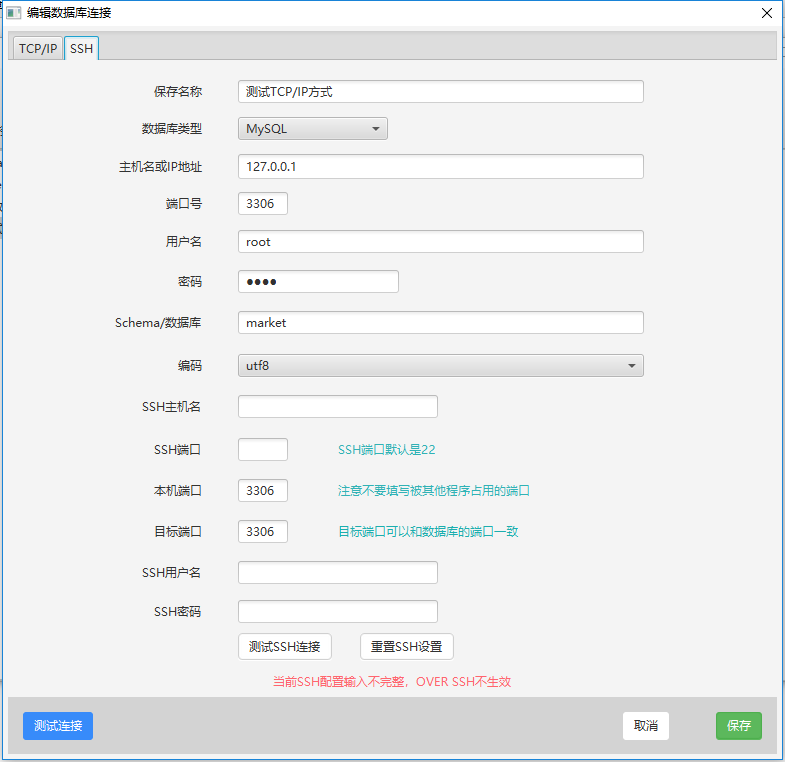 编辑数据库连接
TCP/IP SSH
保存名称 测试TCP/IP方式
数据库类型 MySQL
主机名或IP地址 127.0.0.1
端口号 3306
用户名 root
密码 ●●●●
Schema/数据库 market
编码 utf8
SSH主机名
SSH端口 SSH端口默认是22
本机端口 3306 注意不要填写被其他程序占用的端口
目标端口 3306 目标端口可以和数据库的端口一致
SSH用户名
SSH密码
测试SSH连接 重置SSH设置
当前SSH配置输入不完整，OVER SSH不生效
测试连接 取消 保存